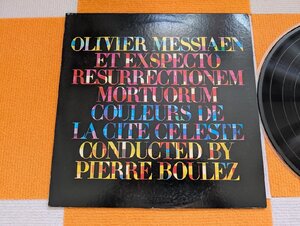 OLIVIER MESSIAEN
ET EXSPECTO
RESURRECTIONEM
MORTUORUM
COULEURS DE
LA CITE CELESTE
CONDUCTED BY
PIERRE BOULEZ